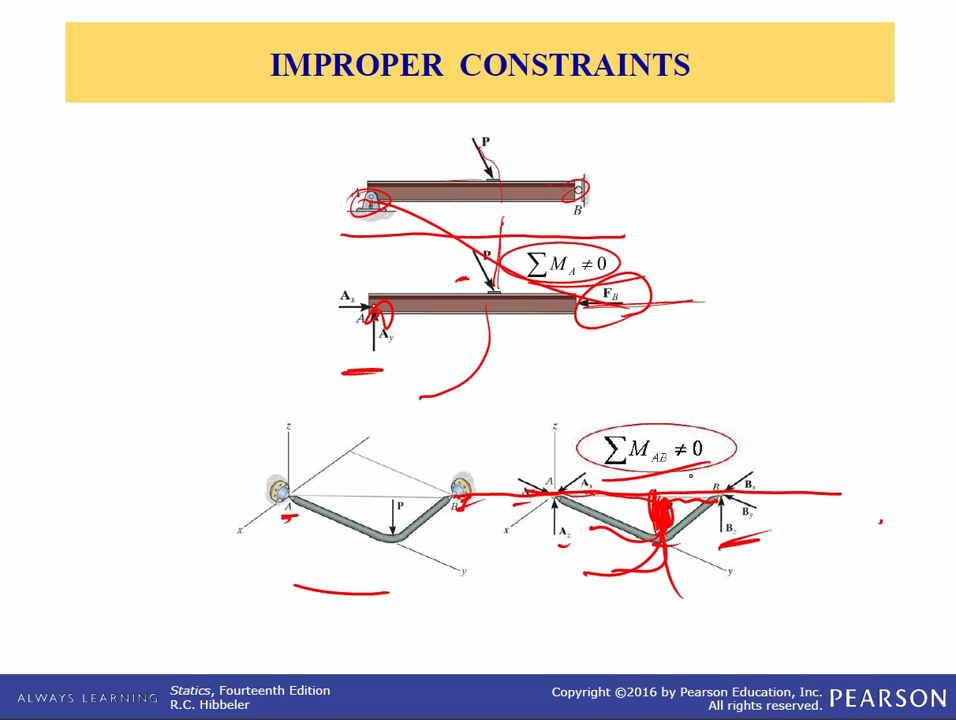 IMPROPER CONSTRAINTS
P
A
B
P
∑ M_A ≠ 0
A_x
F_B
A
A_y
z
A
P
B
x
y
z
∑ M_AB ≠ 0
A
A_x
B
B_x
B_y
A_z
B_z
x
y
ALWAYS LEARNING
Statics, Fourteenth Edition
R.C. Hibbeler
Copyright ©2016 by Pearson Education, Inc.
All rights reserved.
PEARSON